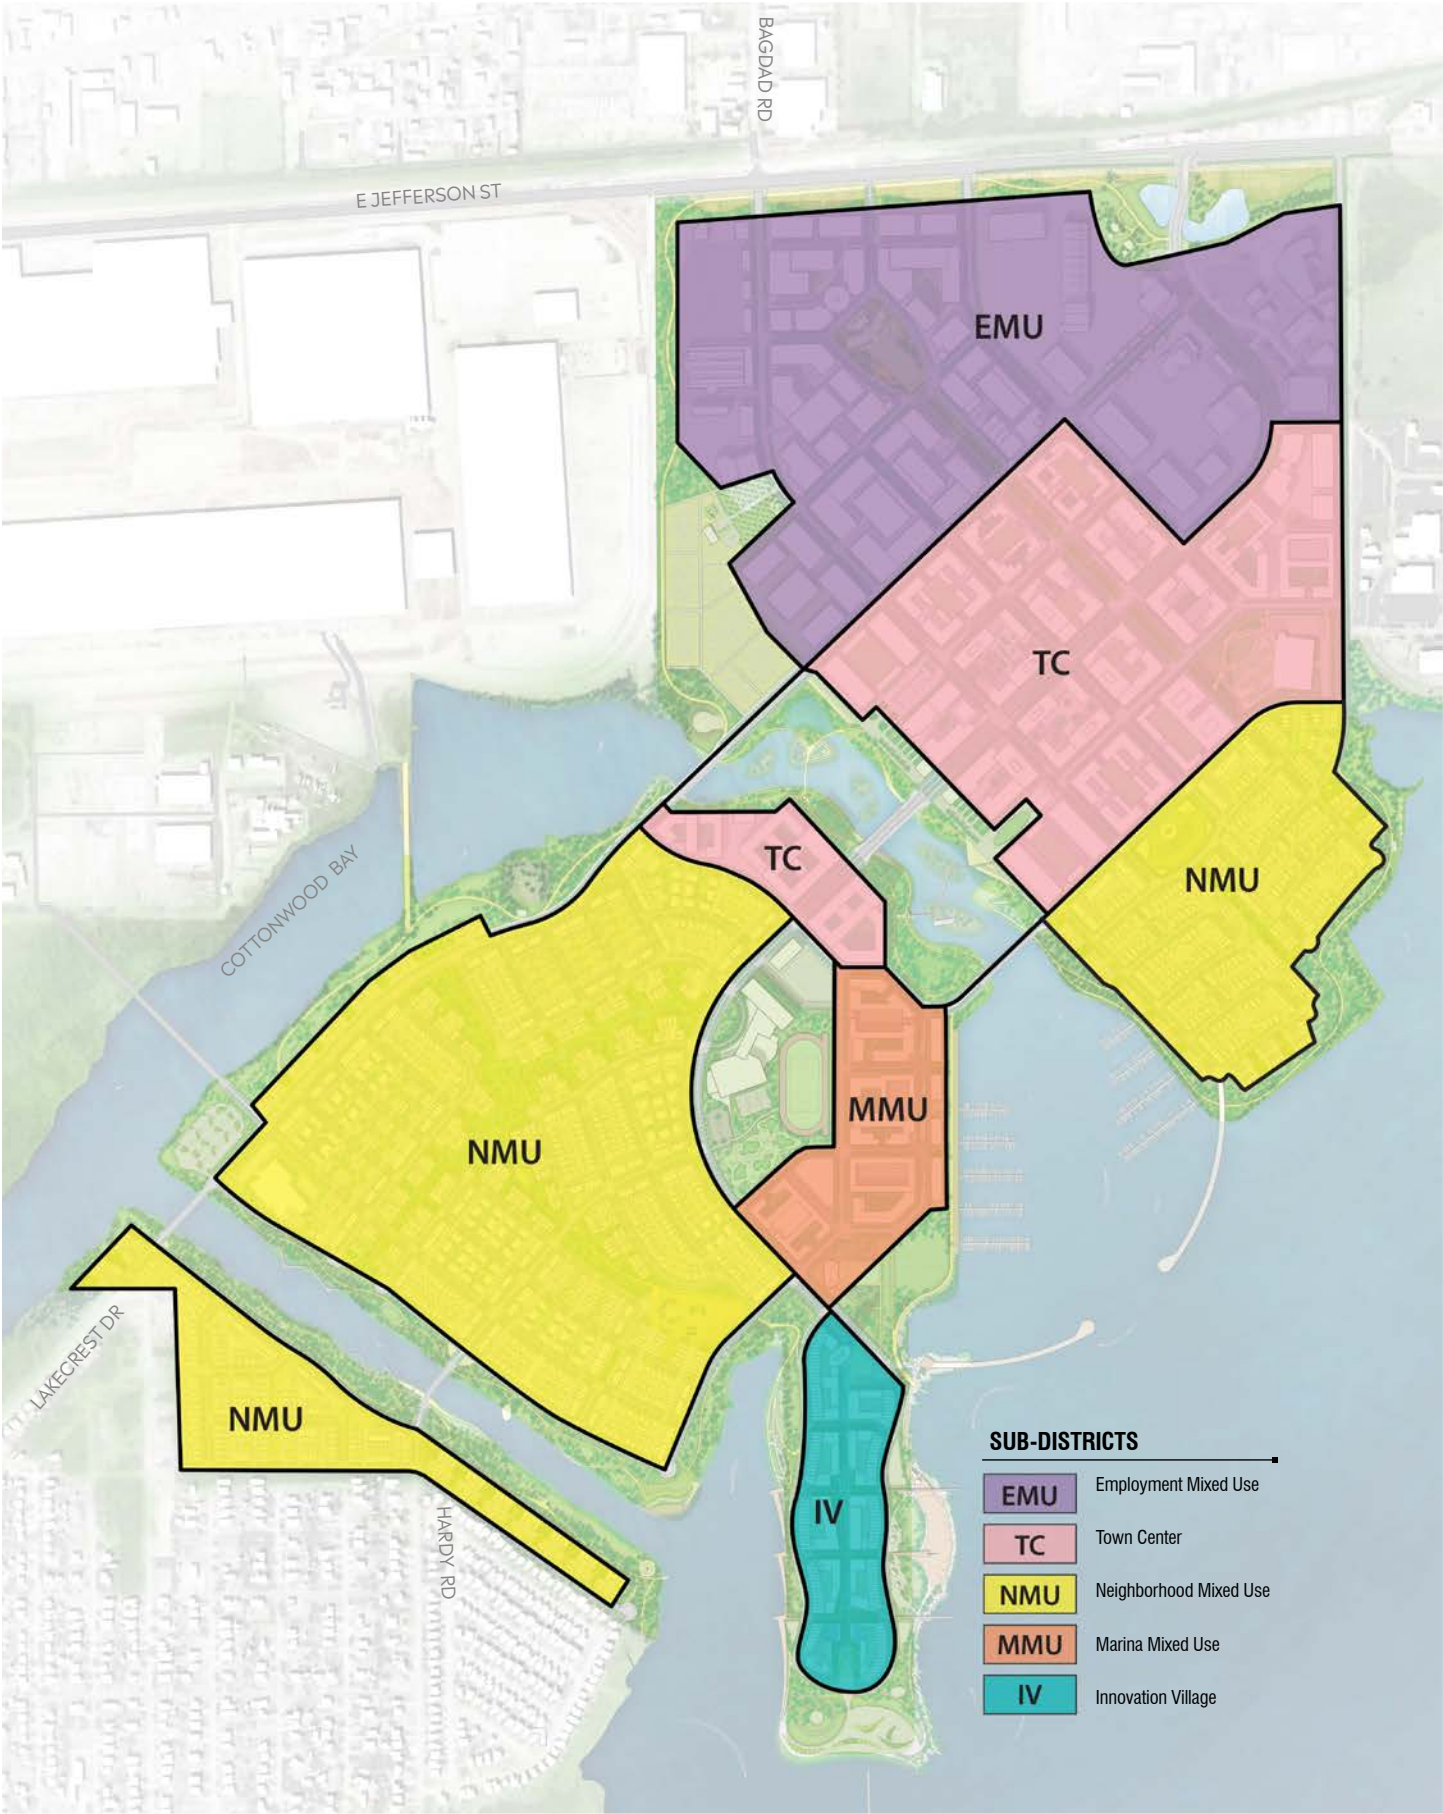 BAGDAD RD
E JEFFERSON ST
EMU
TC
TC
NMU
COTTONWOOD BAY
MMU
NMU
LAKECREST DR
NMU
HARDY RD
IV
SUB-DISTRICTS
EMU Employment Mixed Use
TC Town Center
NMU Neighborhood Mixed Use
MMU Marina Mixed Use
IV Innovation Village